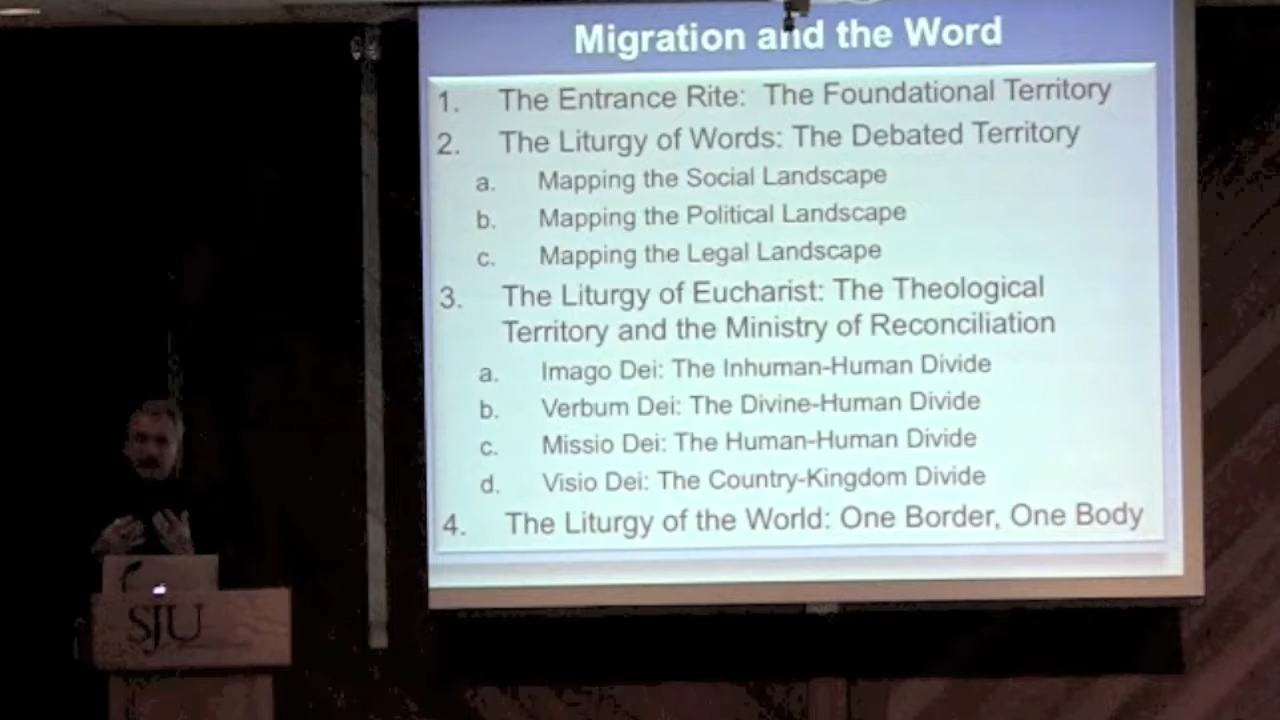 Migration and the Word
1. The Entrance Rite: The Foundational Territory
2. The Liturgy of Words: The Debated Territory
a. Mapping the Social Landscape
b. Mapping the Political Landscape
c. Mapping the Legal Landscape
3. The Liturgy of Eucharist: The Theological
Territory and the Ministry of Reconciliation
a. Imago Dei: The Inhuman-Human Divide
b. Verbum Dei: The Divine-Human Divide
c. Missio Dei: The Human-Human Divide
d. Visio Dei: The Country-Kingdom Divide
4. The Liturgy of the World: One Border, One Body
SJU